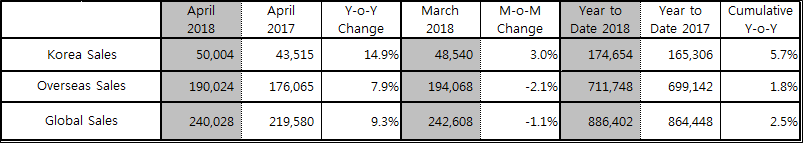 April 2018 April 2017 Y-o-Y Change March 2018 M-o-M Change Year to Date 2018 Year to Date 2017 Cumulative Y-o-Y
Korea Sales 50,004 43,515 14.9% 48,540 3.0% 174,654 165,306 5.7%
Overseas Sales 190,024 176,065 7.9% 194,068 -2.1% 711,748 699,142 1.8%
Global Sales 240,028 219,580 9.3% 242,608 -1.1% 886,402 864,448 2.5%